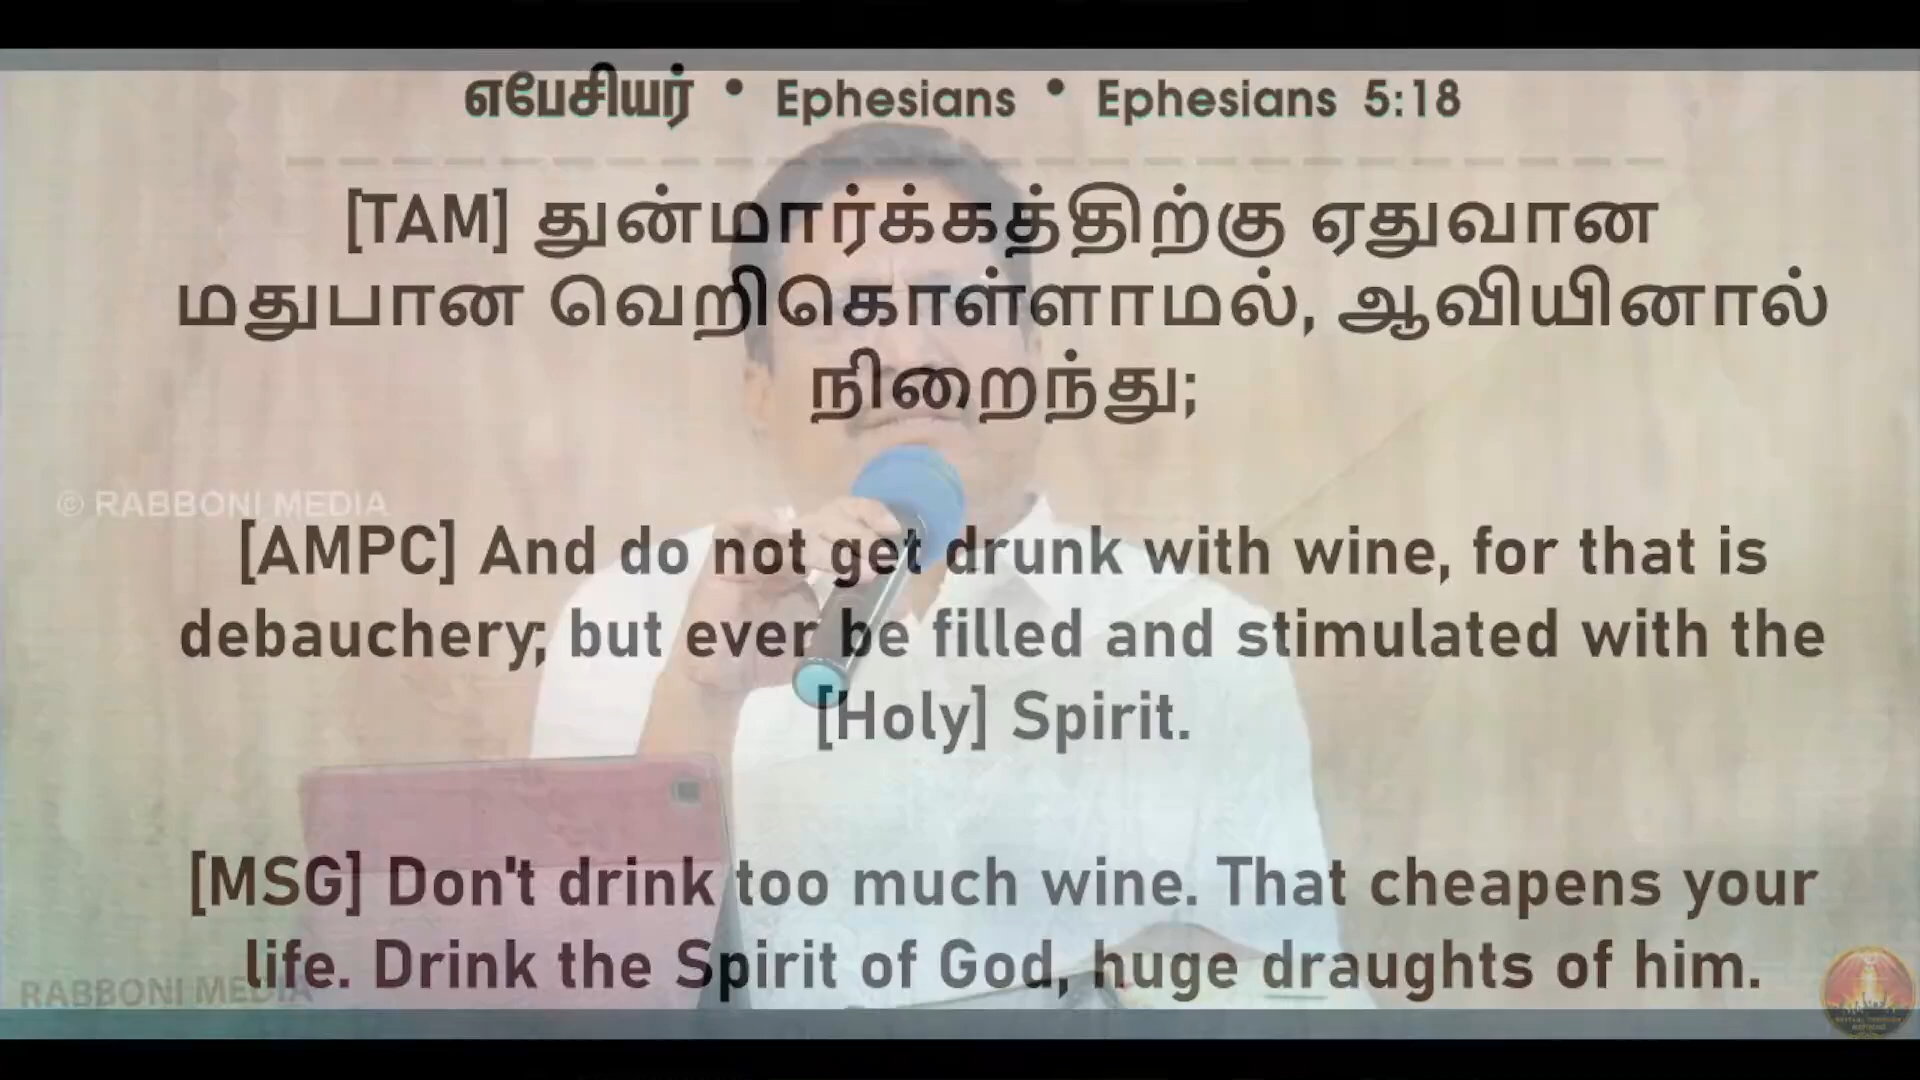 எபேசியர் • Ephesians • Ephesians 5:18
[TAM] துன்மார்க்கத்திற்கு ஏதுவான
மதுபான வெறிகொள்ளாமல், ஆவியினால்
நிறைந்து;
© RABBONI MEDIA
[AMPC] And do not get drunk with wine, for that is
debauchery; but ever be filled and stimulated with the
[Holy] Spirit.
[MSG] Don't drink too much wine. That cheapens your
life. Drink the Spirit of God, huge draughts of him.
RABBONI MEDIA